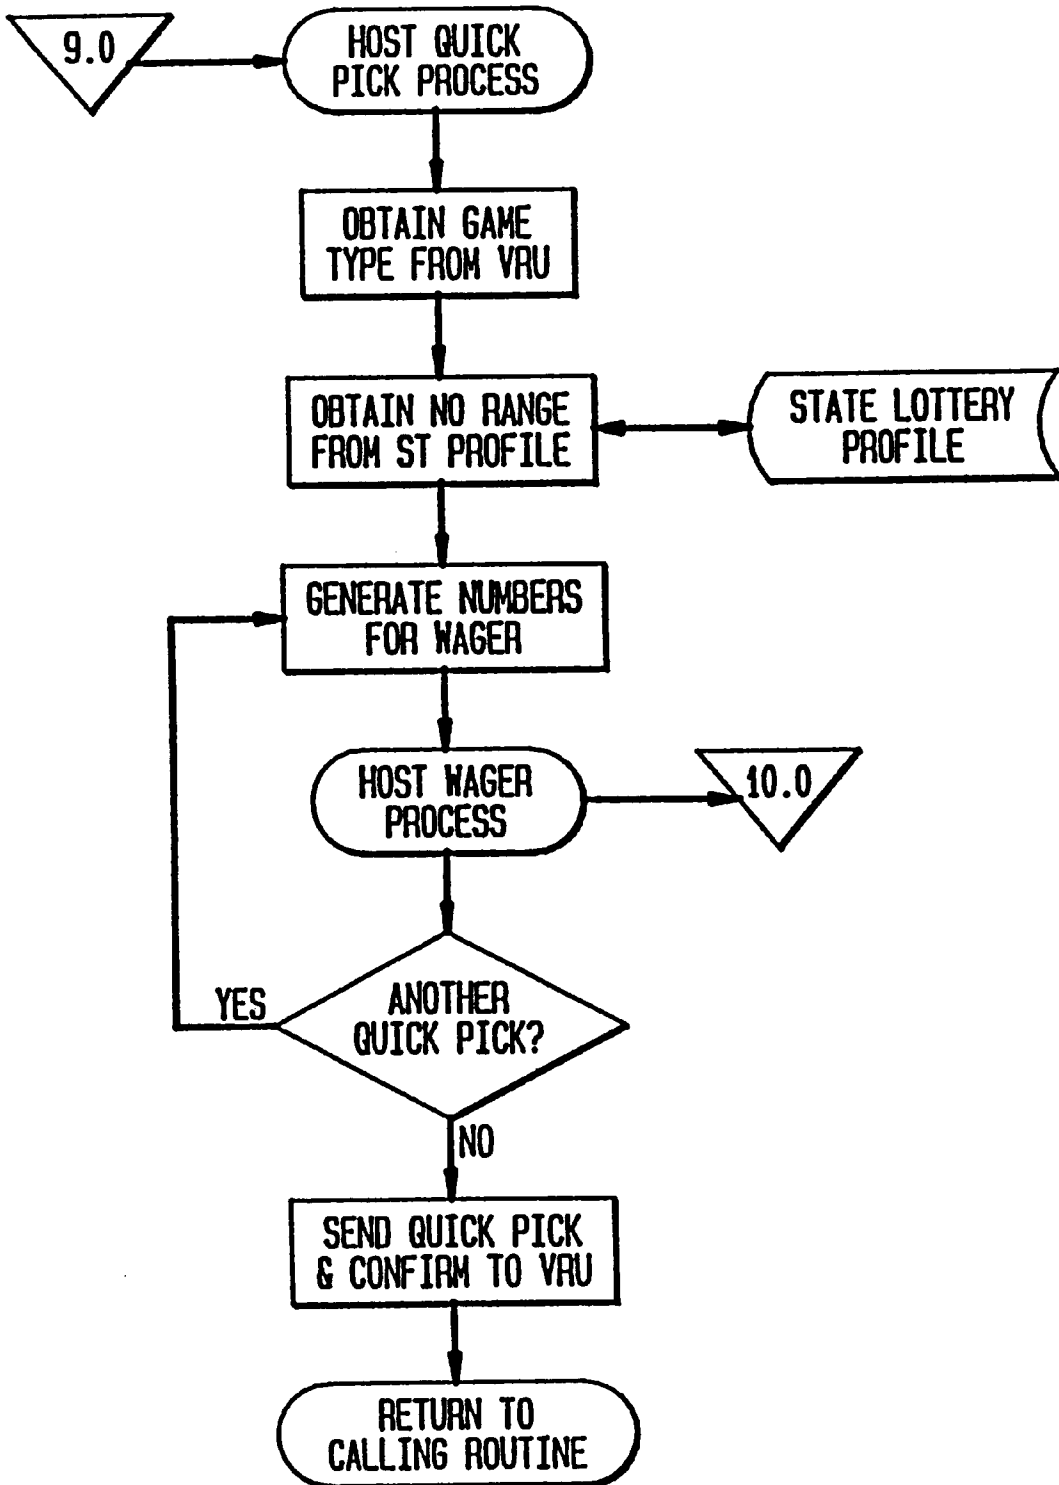 9.0
HOST QUICK
PICK PROCESS
OBTAIN GAME
TYPE FROM VRU
OBTAIN NO RANGE
FROM ST PROFILE
STATE LOTTERY
PROFILE
GENERATE NUMBERS
FOR WAGER
HOST WAGER
PROCESS
10.0
YES
ANOTHER
QUICK PICK?
NO
SEND QUICK PICK
& CONFIRM TO VRU
RETURN TO
CALLING ROUTINE